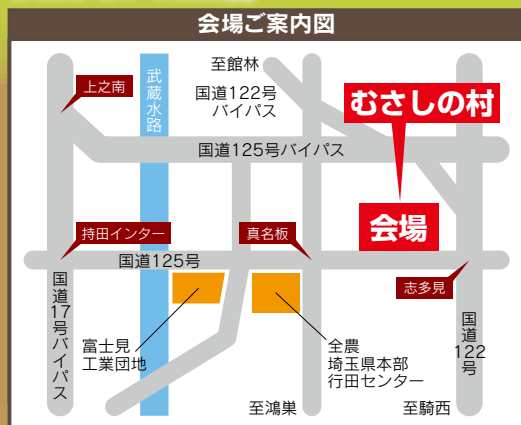 会場ご案内図
至館林
国道122号
バイパス
上之南
武蔵水路
むさしの村
国道125号バイパス
会場
持田インター
真名板
国道125号
志多見
国道17号バイパス
富士見
工業団地
全農
埼玉県本部
行田センター
国道122号
至鴻巣
至騎西